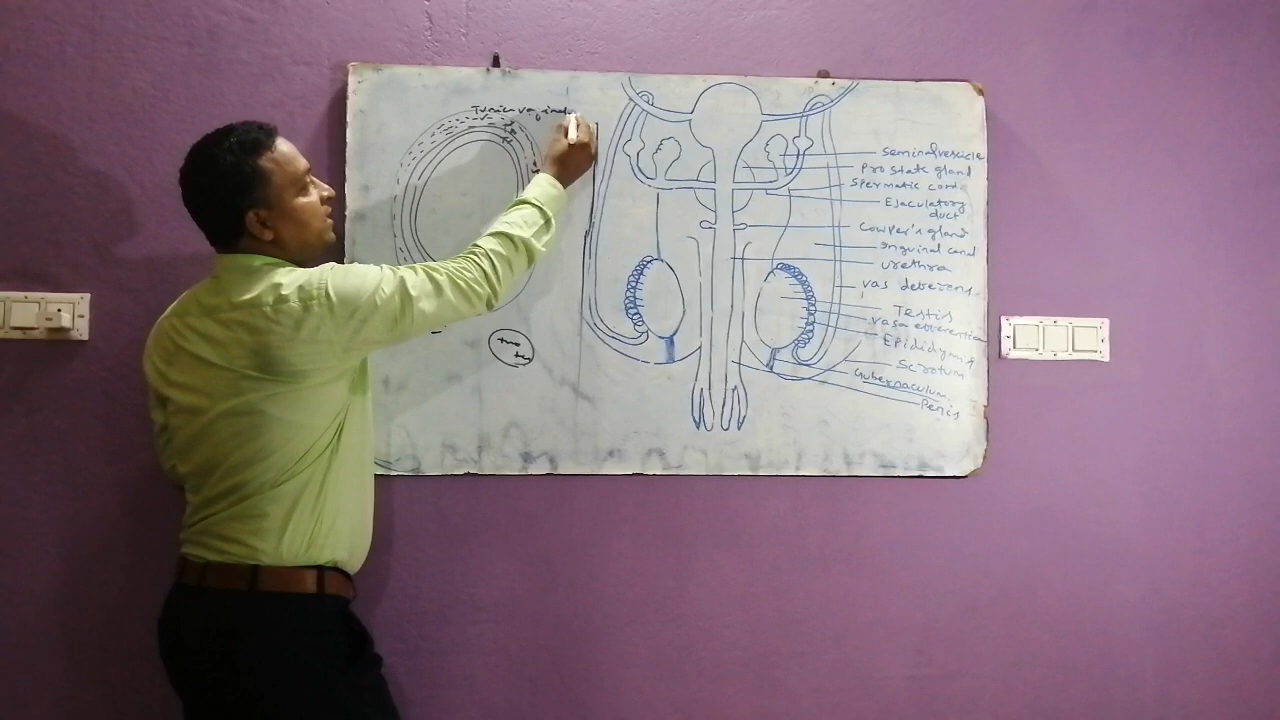 Tunica vaginal
seminal vesicle
Prostate gland
Spermatic cord
Ejaculatory
duct
Cowper's gland
inguinal canal
urethra
vas deferens
Testis
vasa efferentia
Epididymis
Scrotum
Gubernaculum
Penis